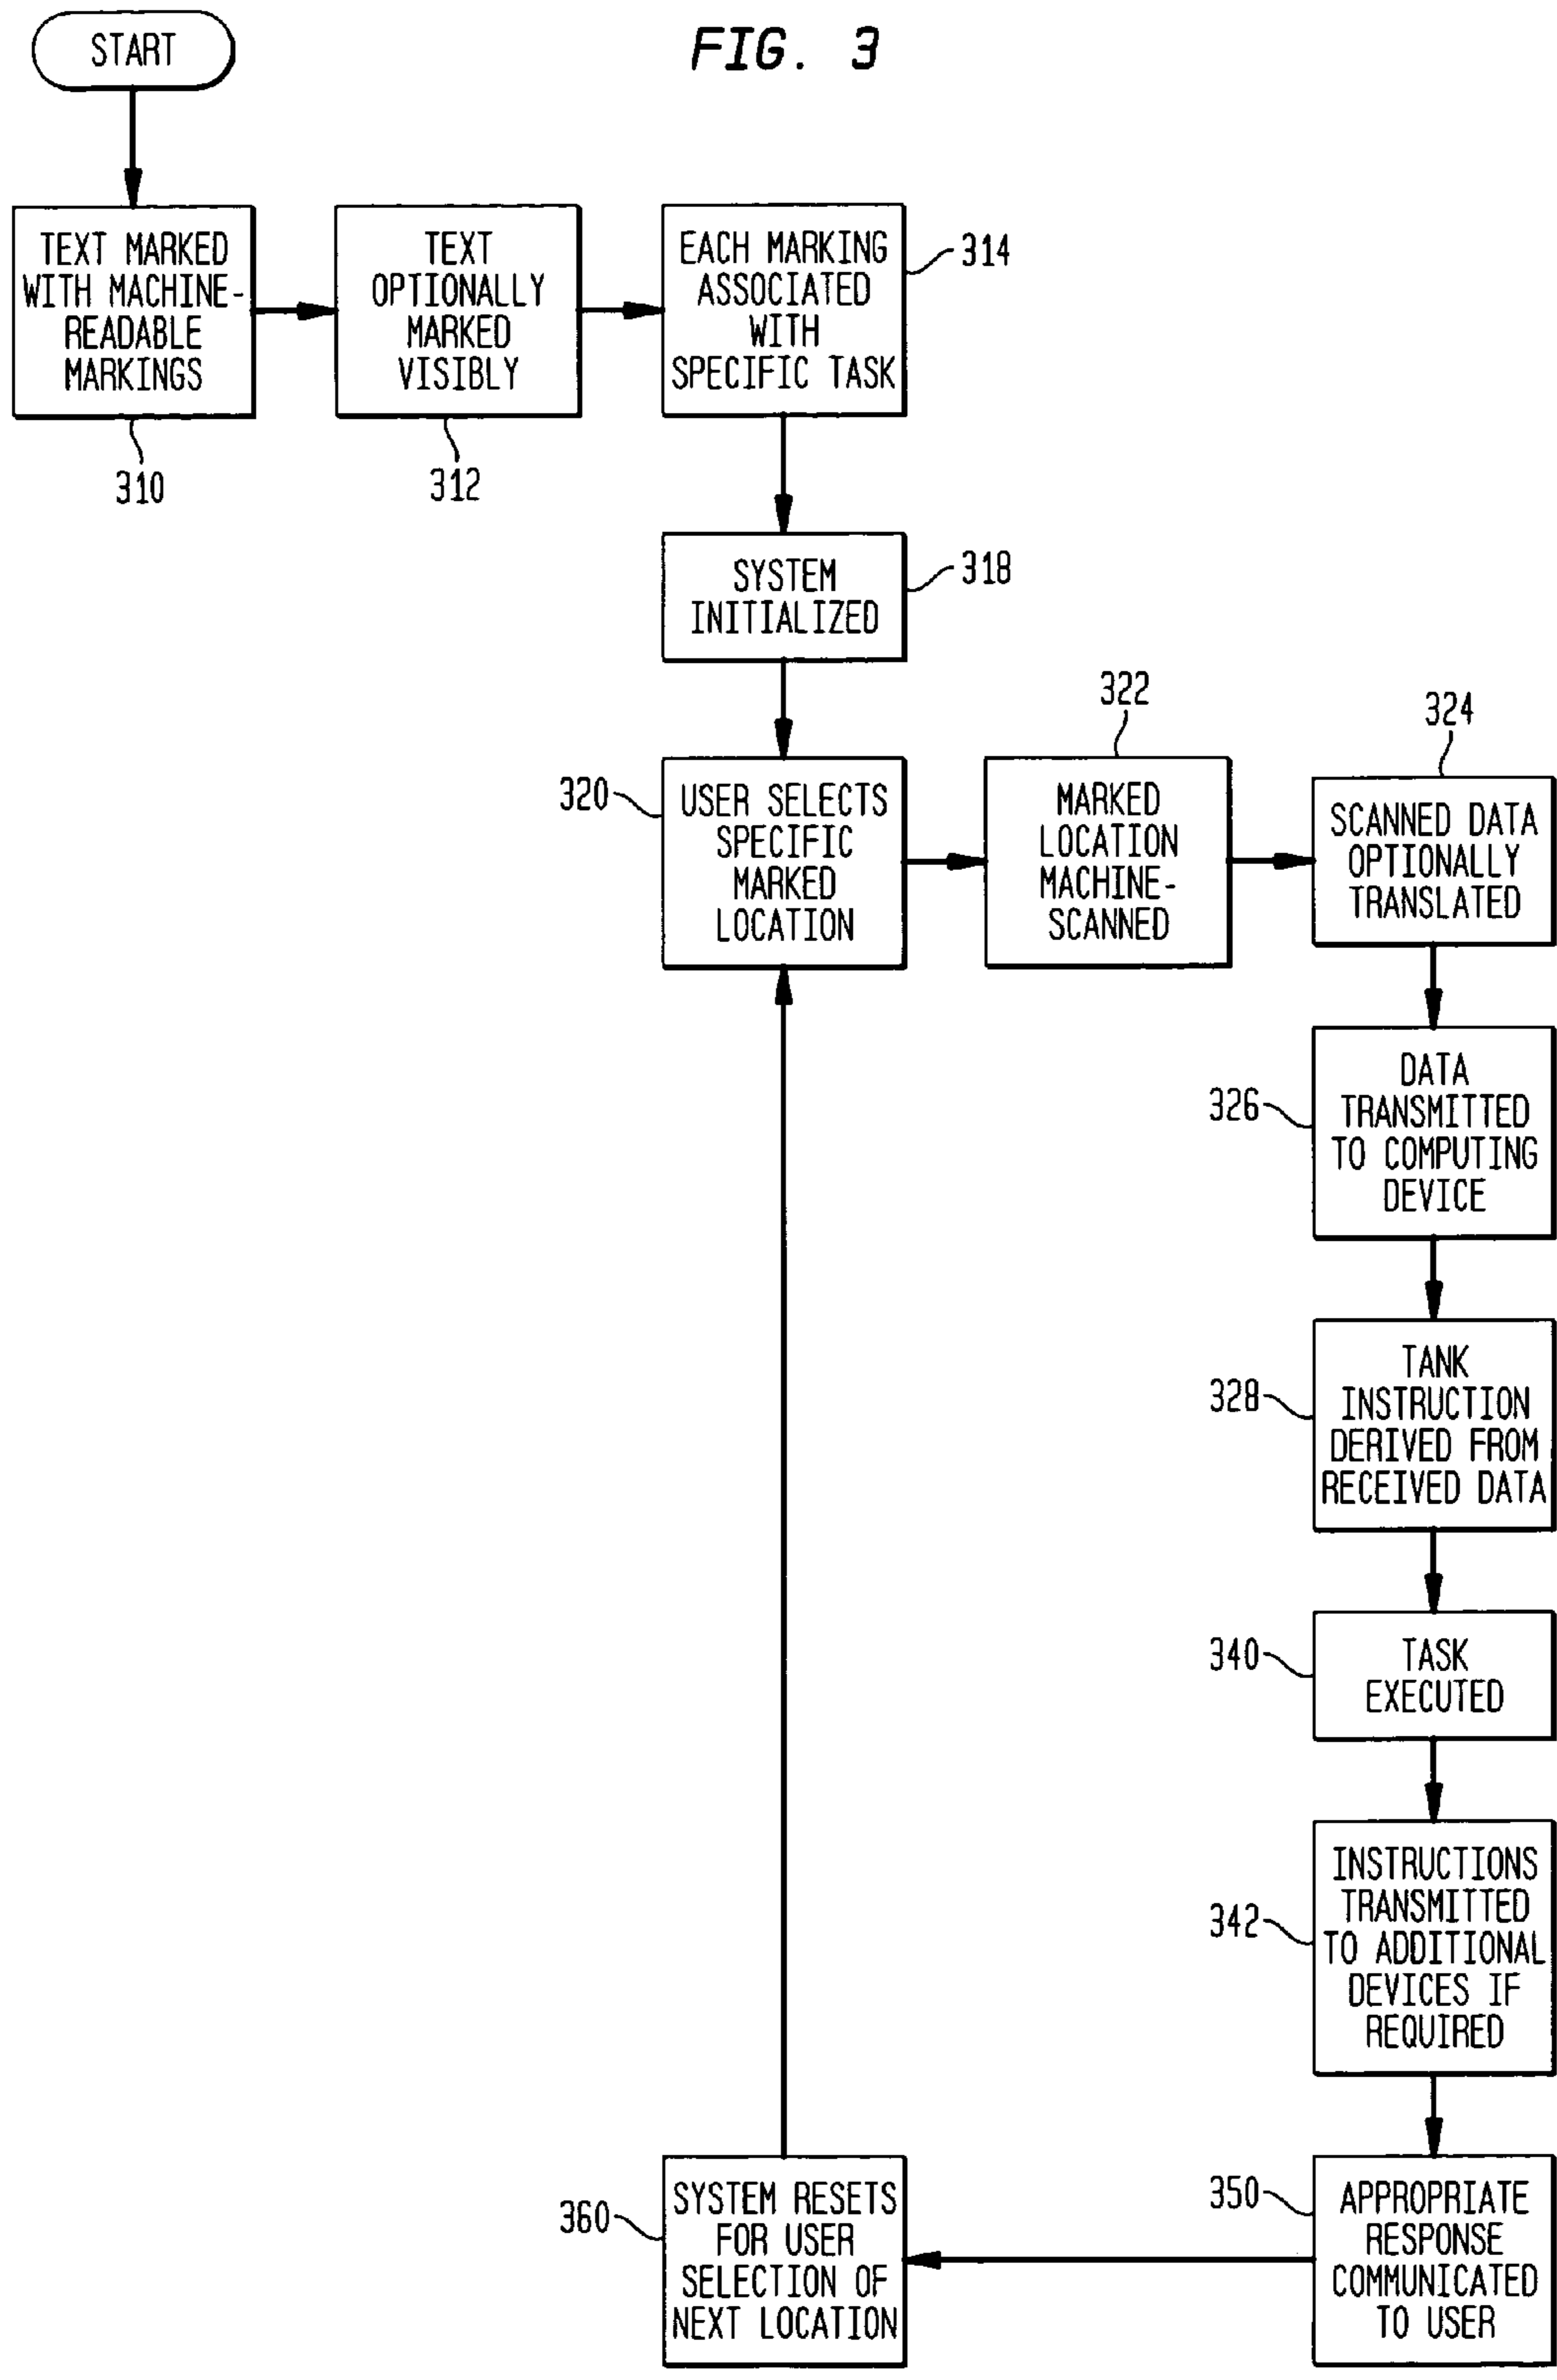 FIG. 3
START
TEXT MARKED
WITH MACHINE-
READABLE
MARKINGS
310
TEXT
OPTIONALLY
MARKED
VISIBLY
312
EACH MARKING
ASSOCIATED
WITH
SPECIFIC TASK
314
SYSTEM
INITIALIZED
318
320
USER SELECTS
SPECIFIC
MARKED
LOCATION
322
MARKED
LOCATION
MACHINE-
SCANNED
324
SCANNED DATA
OPTIONALLY
TRANSLATED
326
DATA
TRANSMITTED
TO COMPUTING
DEVICE
328
TANK
INSTRUCTION
DERIVED FROM
RECEIVED DATA
340
TASK
EXECUTED
342
INSTRUCTIONS
TRANSMITTED
TO ADDITIONAL
DEVICES IF
REQUIRED
350
APPROPRIATE
RESPONSE
COMMUNICATED
TO USER
360
SYSTEM RESETS
FOR USER
SELECTION OF
NEXT LOCATION